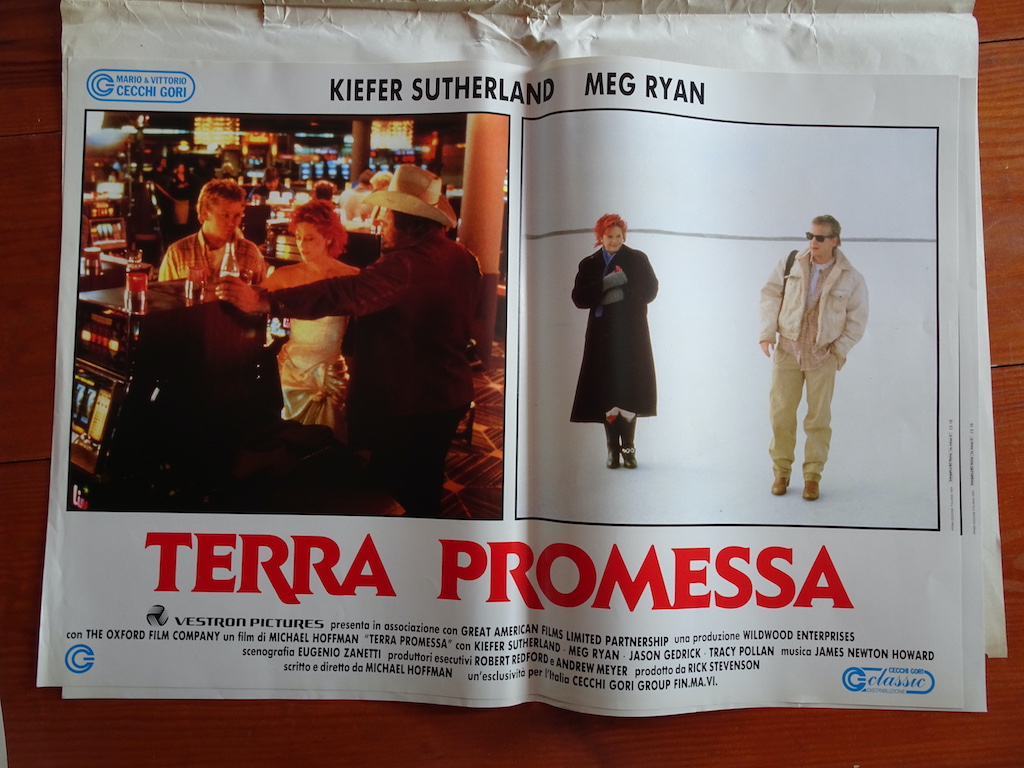 MARIO & VITTORIO
CECCHI GORI
KIEFER SUTHERLAND MEG RYAN
TERRA PROMESSA
VESTRON PICTURES presenta in associazione con GREAT AMERICAN FILMS LIMITED PARTNERSHIP una produzione WILDWOOD ENTERPRISES
con THE OXFORD FILM COMPANY un film di MICHAEL HOFFMAN "TERRA PROMESSA" con KIEFER SUTHERLAND · MEG RYAN · JASON GEDRICK · TRACY POLLAN musica JAMES NEWTON HOWARD
scenografia EUGENIO ZANETTI produttori esecutivi ROBERT REDFORD e ANDREW MEYER prodotto da RICK STEVENSON
scritto e diretto da MICHAEL HOFFMAN un'esclusività per l'Italia CECCHI GORI GROUP FIN.MA.VI.
CECCHI GORI
classic
DISTRIBUZIONE